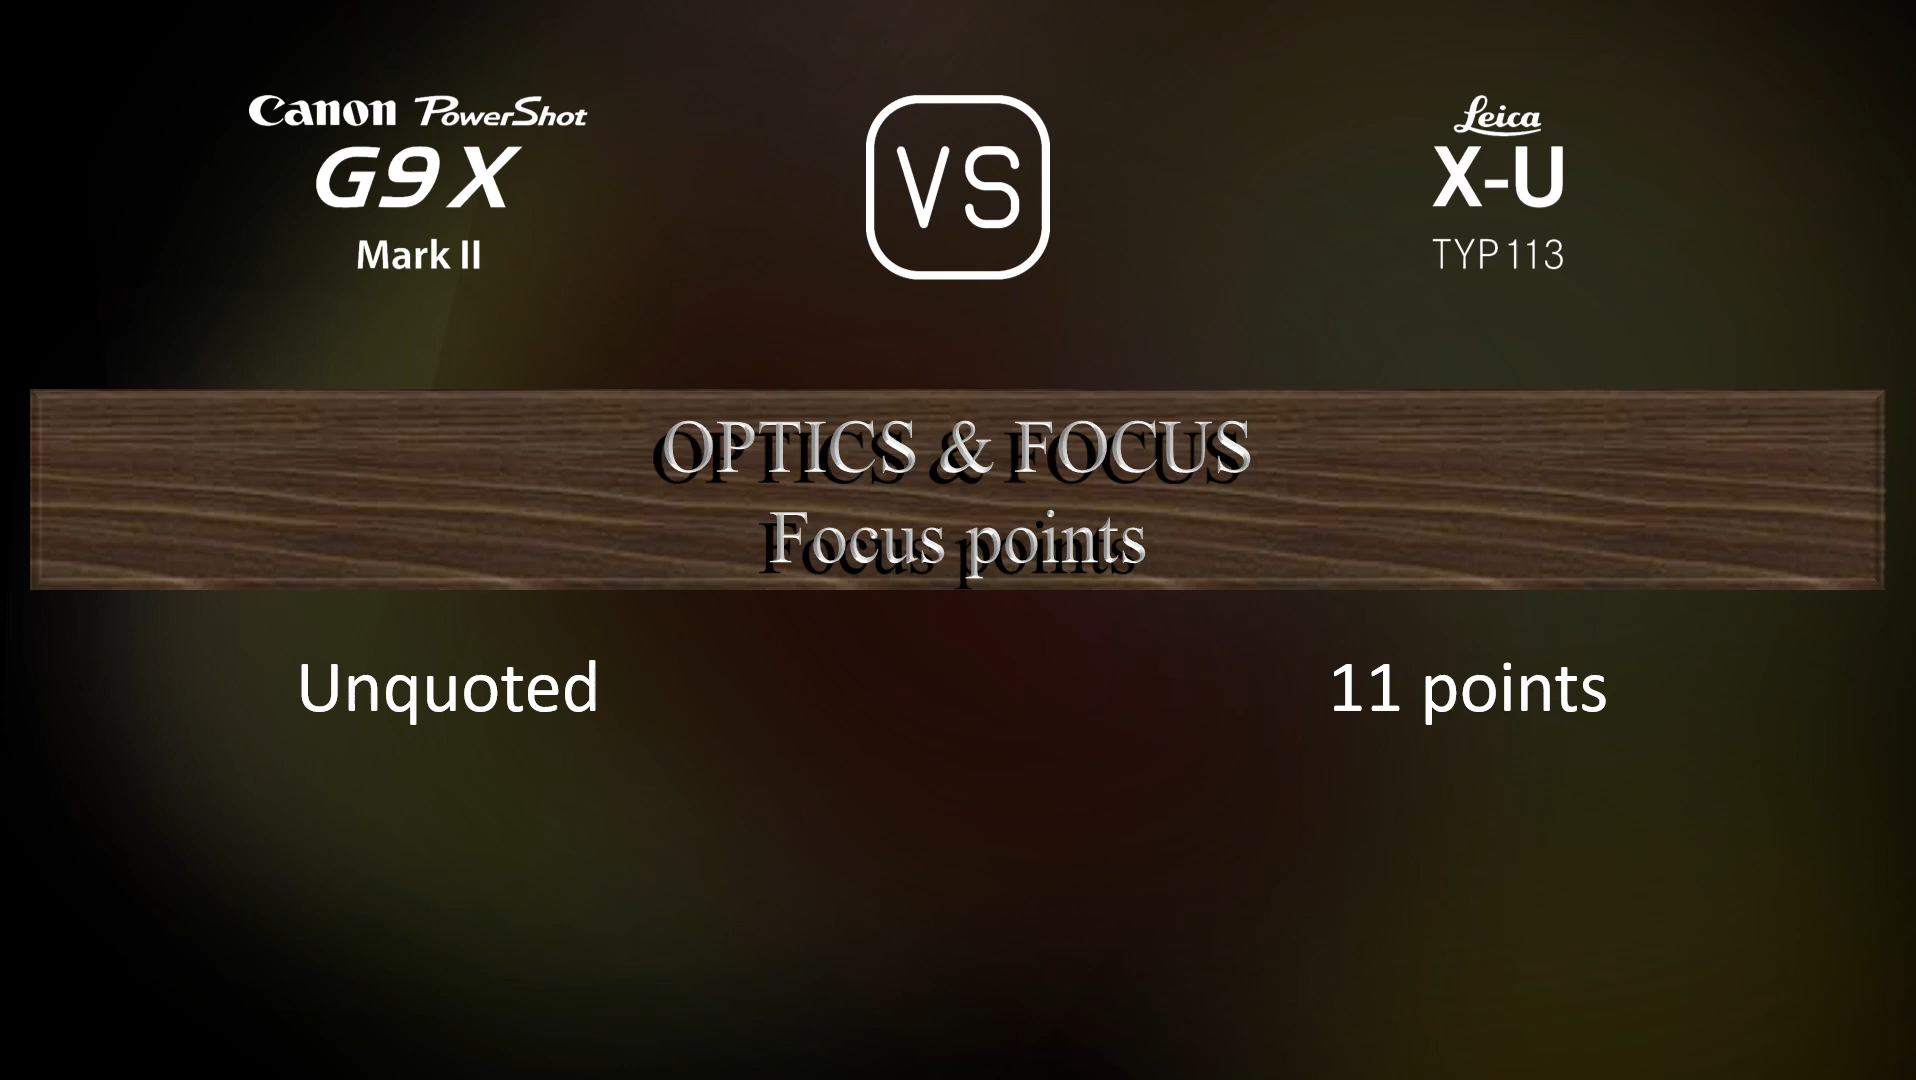 Canon PowerShot
G9 X
Mark II
VS
Leica
X-U
TYP 113
OPTICS & FOCUS
Focus points
Unquoted
11 points